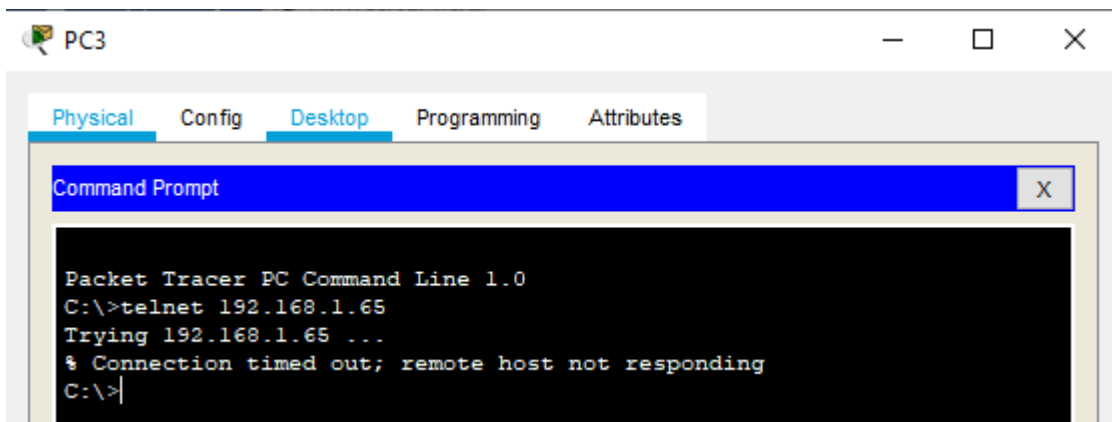 PC3
Physical Config Desktop Programming Attributes
Command Prompt
X
Packet Tracer PC Command Line 1.0
C:\>telnet 192.168.1.65
Trying 192.168.1.65 ...
% Connection timed out; remote host not responding
C:\>